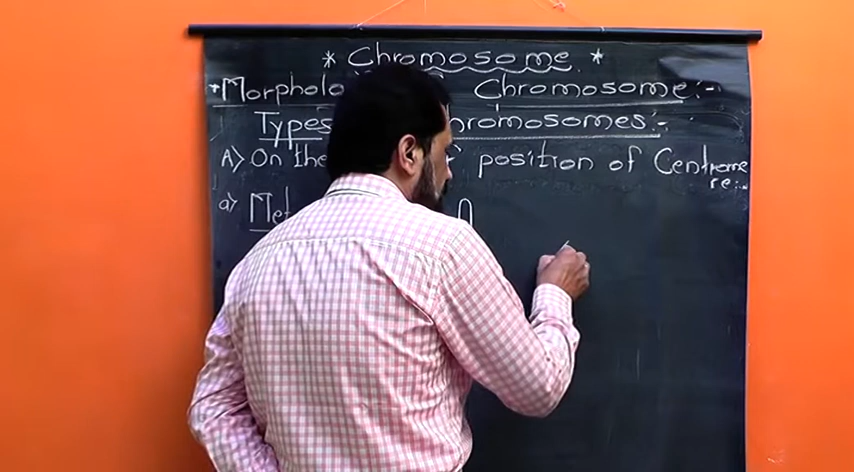 * Chromosome *
* Morpholo Chromosome :-
Types hromosomes :-
A> On the position of Centrome
re :-
a> Met